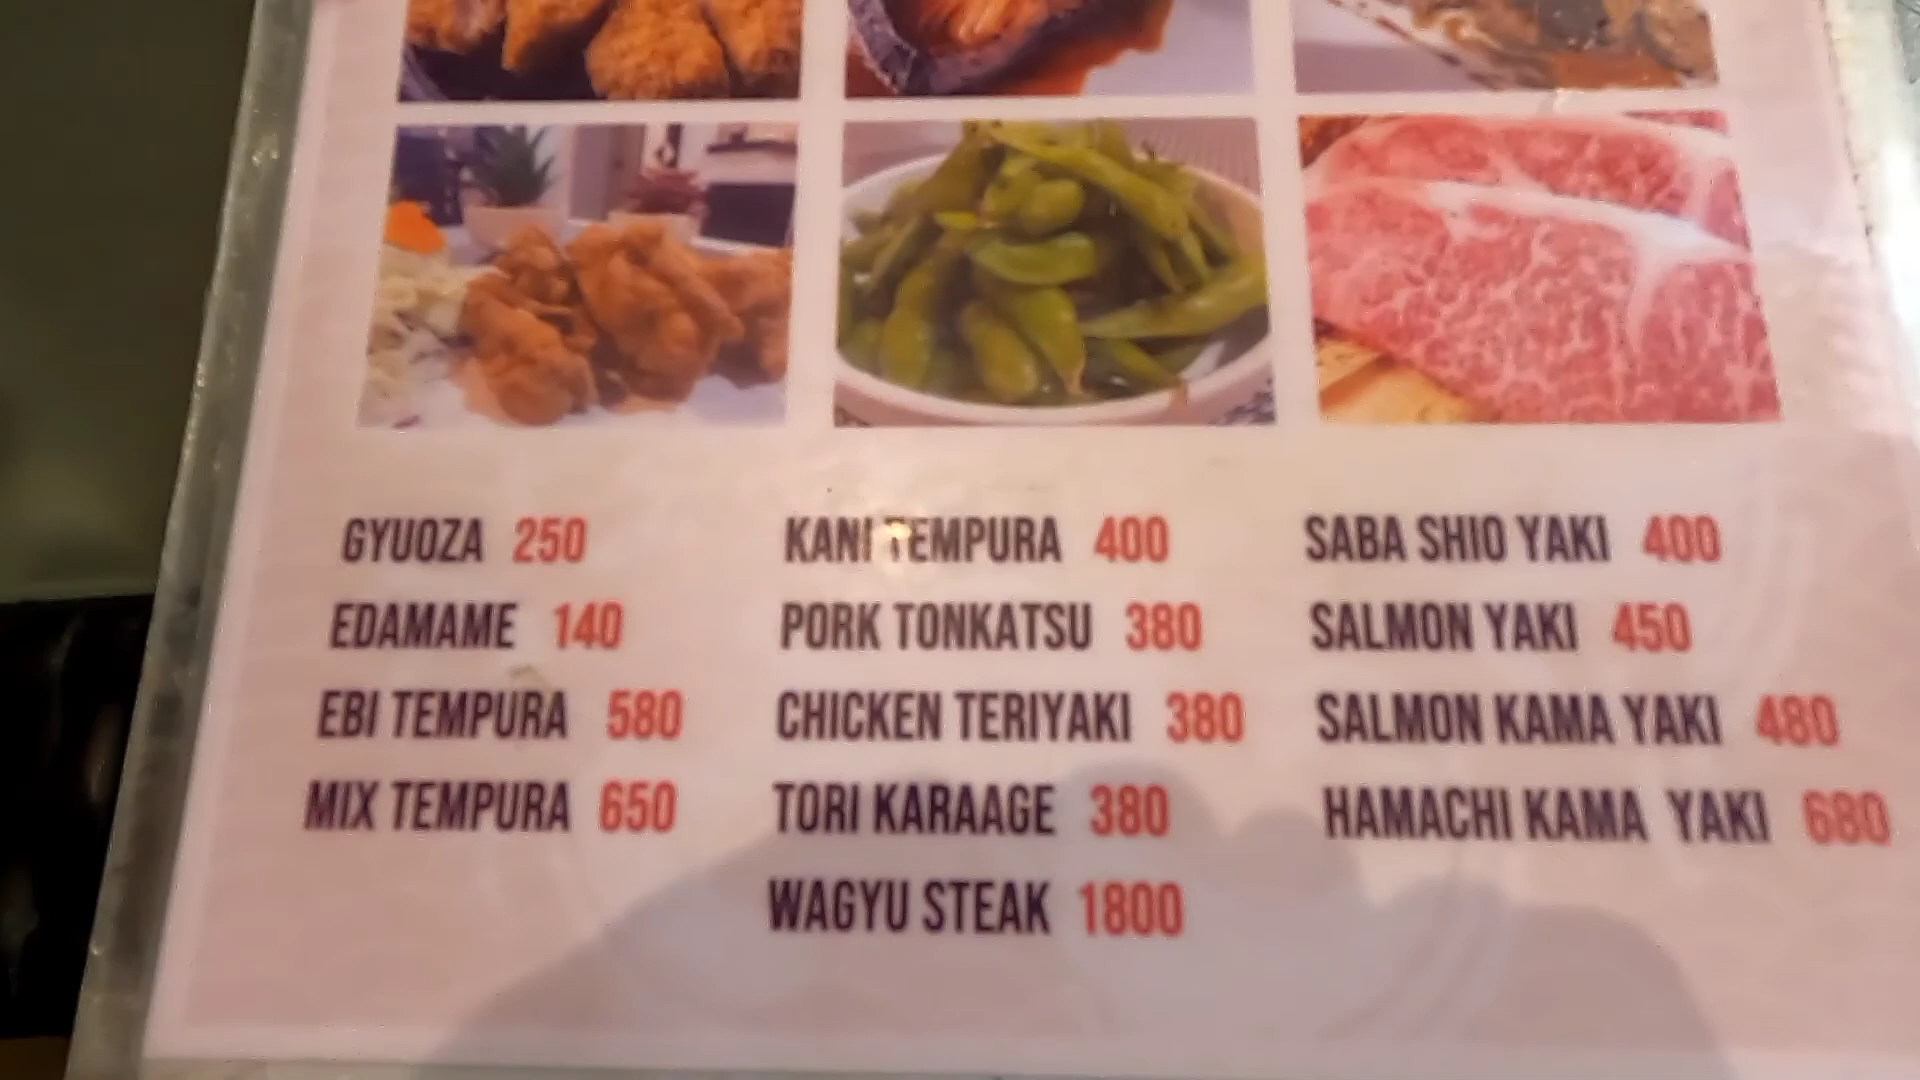 GYUOZA 250
EDAMAME 140
EBI TEMPURA 580
MIX TEMPURA 650
KANI TEMPURA 400
PORK TONKATSU 380
CHICKEN TERIYAKI 380
TORI KARAAGE 380
WAGYU STEAK 1800
SABA SHIO YAKI 400
SALMON YAKI 450
SALMON KAMA YAKI 480
HAMACHI KAMA YAKI 680